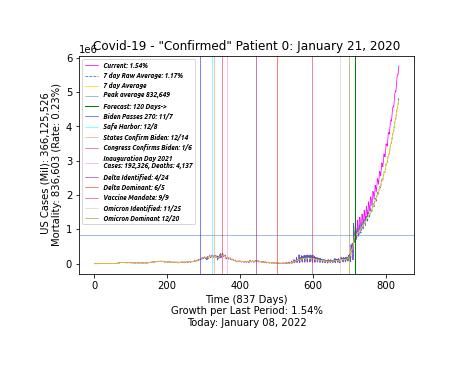 Covid-19 - "Confirmed" Patient 0: January 21, 2020
1e6
6
5
4
3
2
1
0
US Cases (Mil): 366,125,526
Mortality: 836,603 (Rate: 0.23%)
Current: 1.54%
7 day Raw Average: 1.17%
7 day Average
Peak average 832,649
Forecast: 120 Days->
Biden Passes 270: 11/7
Safe Harbor: 12/8
States Confirm Biden: 12/14
Congress Confirms Biden: 1/6
Inauguration Day 2021
Cases: 192,326, Deaths: 4,137
Delta Identified: 4/24
Delta Dominant: 6/5
Vaccine Mandate: 9/9
Omicron Identified: 11/25
Omicron Dominant 12/20
0 200 400 600 800
Time (837 Days)
Growth per Last Period: 1.54%
Today: January 08, 2022